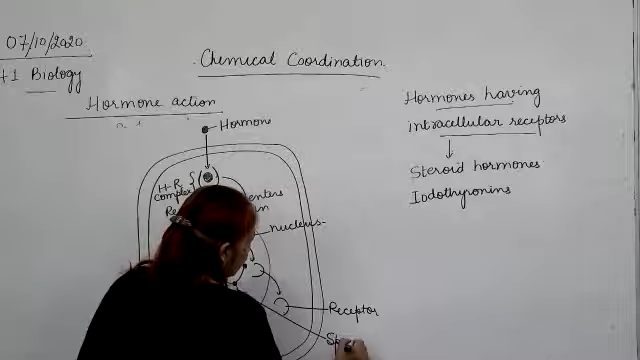 07/10/2020
+1 Biology
Chemical Coordination
Hormone action
Hormone
H-R
complex
enters
nucleus
Receptor
Hormones having
intracellular receptors
Steroid hormones
Iodothyronins